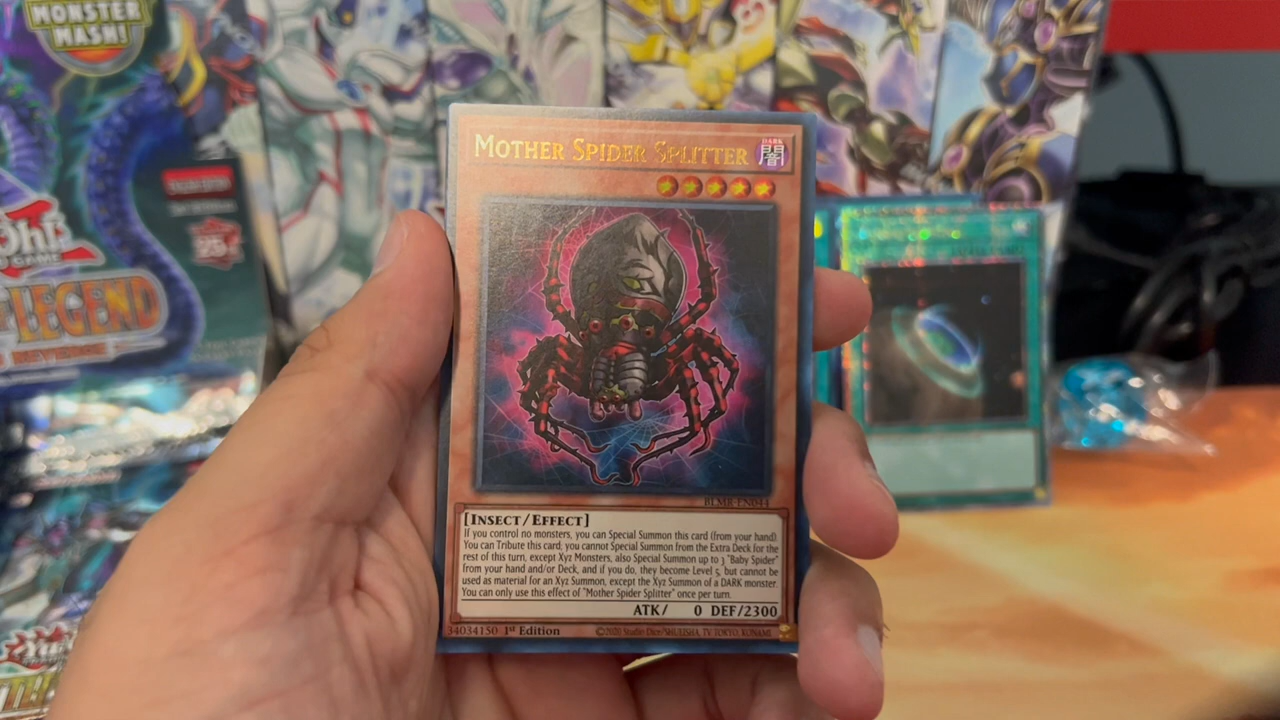 MONSTER
MASH!
LEGEND
MOTHER SPIDER SPLITTER
DARK
闇
BLMR-EN044
[INSECT/EFFECT]
If you control no monsters, you can Special Summon this card (from your hand).
You can Tribute this card, you cannot Special Summon from the Extra Deck for the
rest of this turn, except Xyz Monsters, also Special Summon up to 3 "Baby Spider"
from your hand and/or Deck, and if you do, they become Level 5, but cannot be
used as material for an Xyz Summon, except the Xyz Summon of a DARK monster.
You can only use this effect of "Mother Spider Splitter" once per turn.
ATK/ 0 DEF/2300
34034150 1st Edition ©2020 Studio Dice/SHUEISHA, TV TOKYO, KONAMI